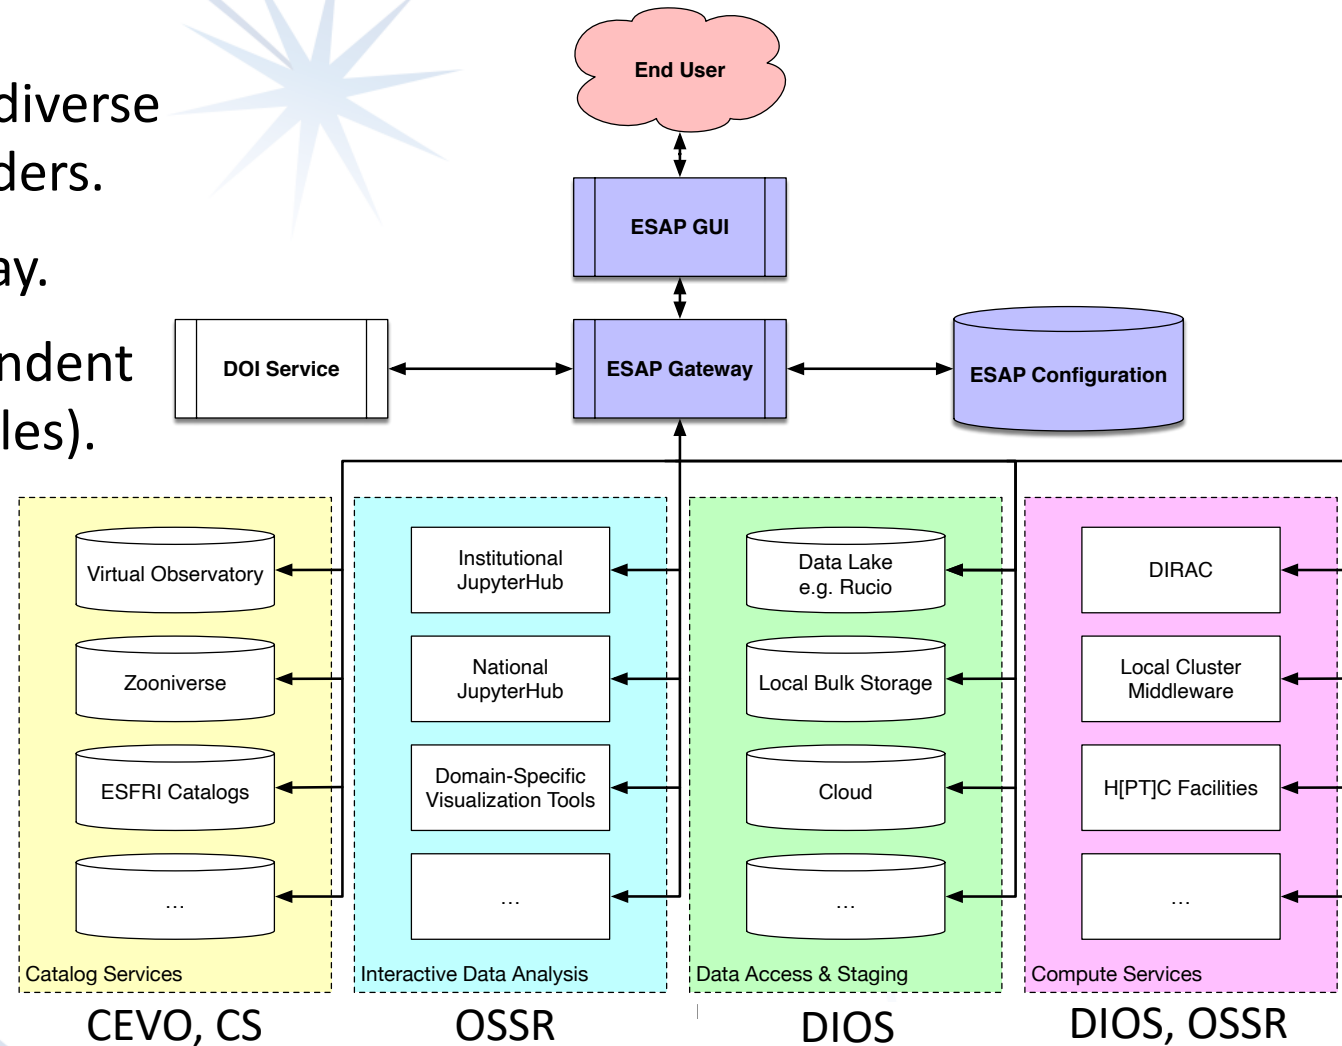 diverse
ders.
ay.
ndent
les).
End User
ESAP GUI
DOI Service
ESAP Gateway
ESAP Configuration
Virtual Observatory
Zooniverse
ESFRI Catalogs
...
Catalog Services
Institutional
JupyterHub
National
JupyterHub
Domain-Specific
Visualization Tools
...
Interactive Data Analysis
Data Lake
e.g. Rucio
Local Bulk Storage
Cloud
...
Data Access & Staging
DIRAC
Local Cluster
Middleware
H[PT]C Facilities
...
Compute Services
CEVO, CS
OSSR
DIOS
DIOS, OSSR